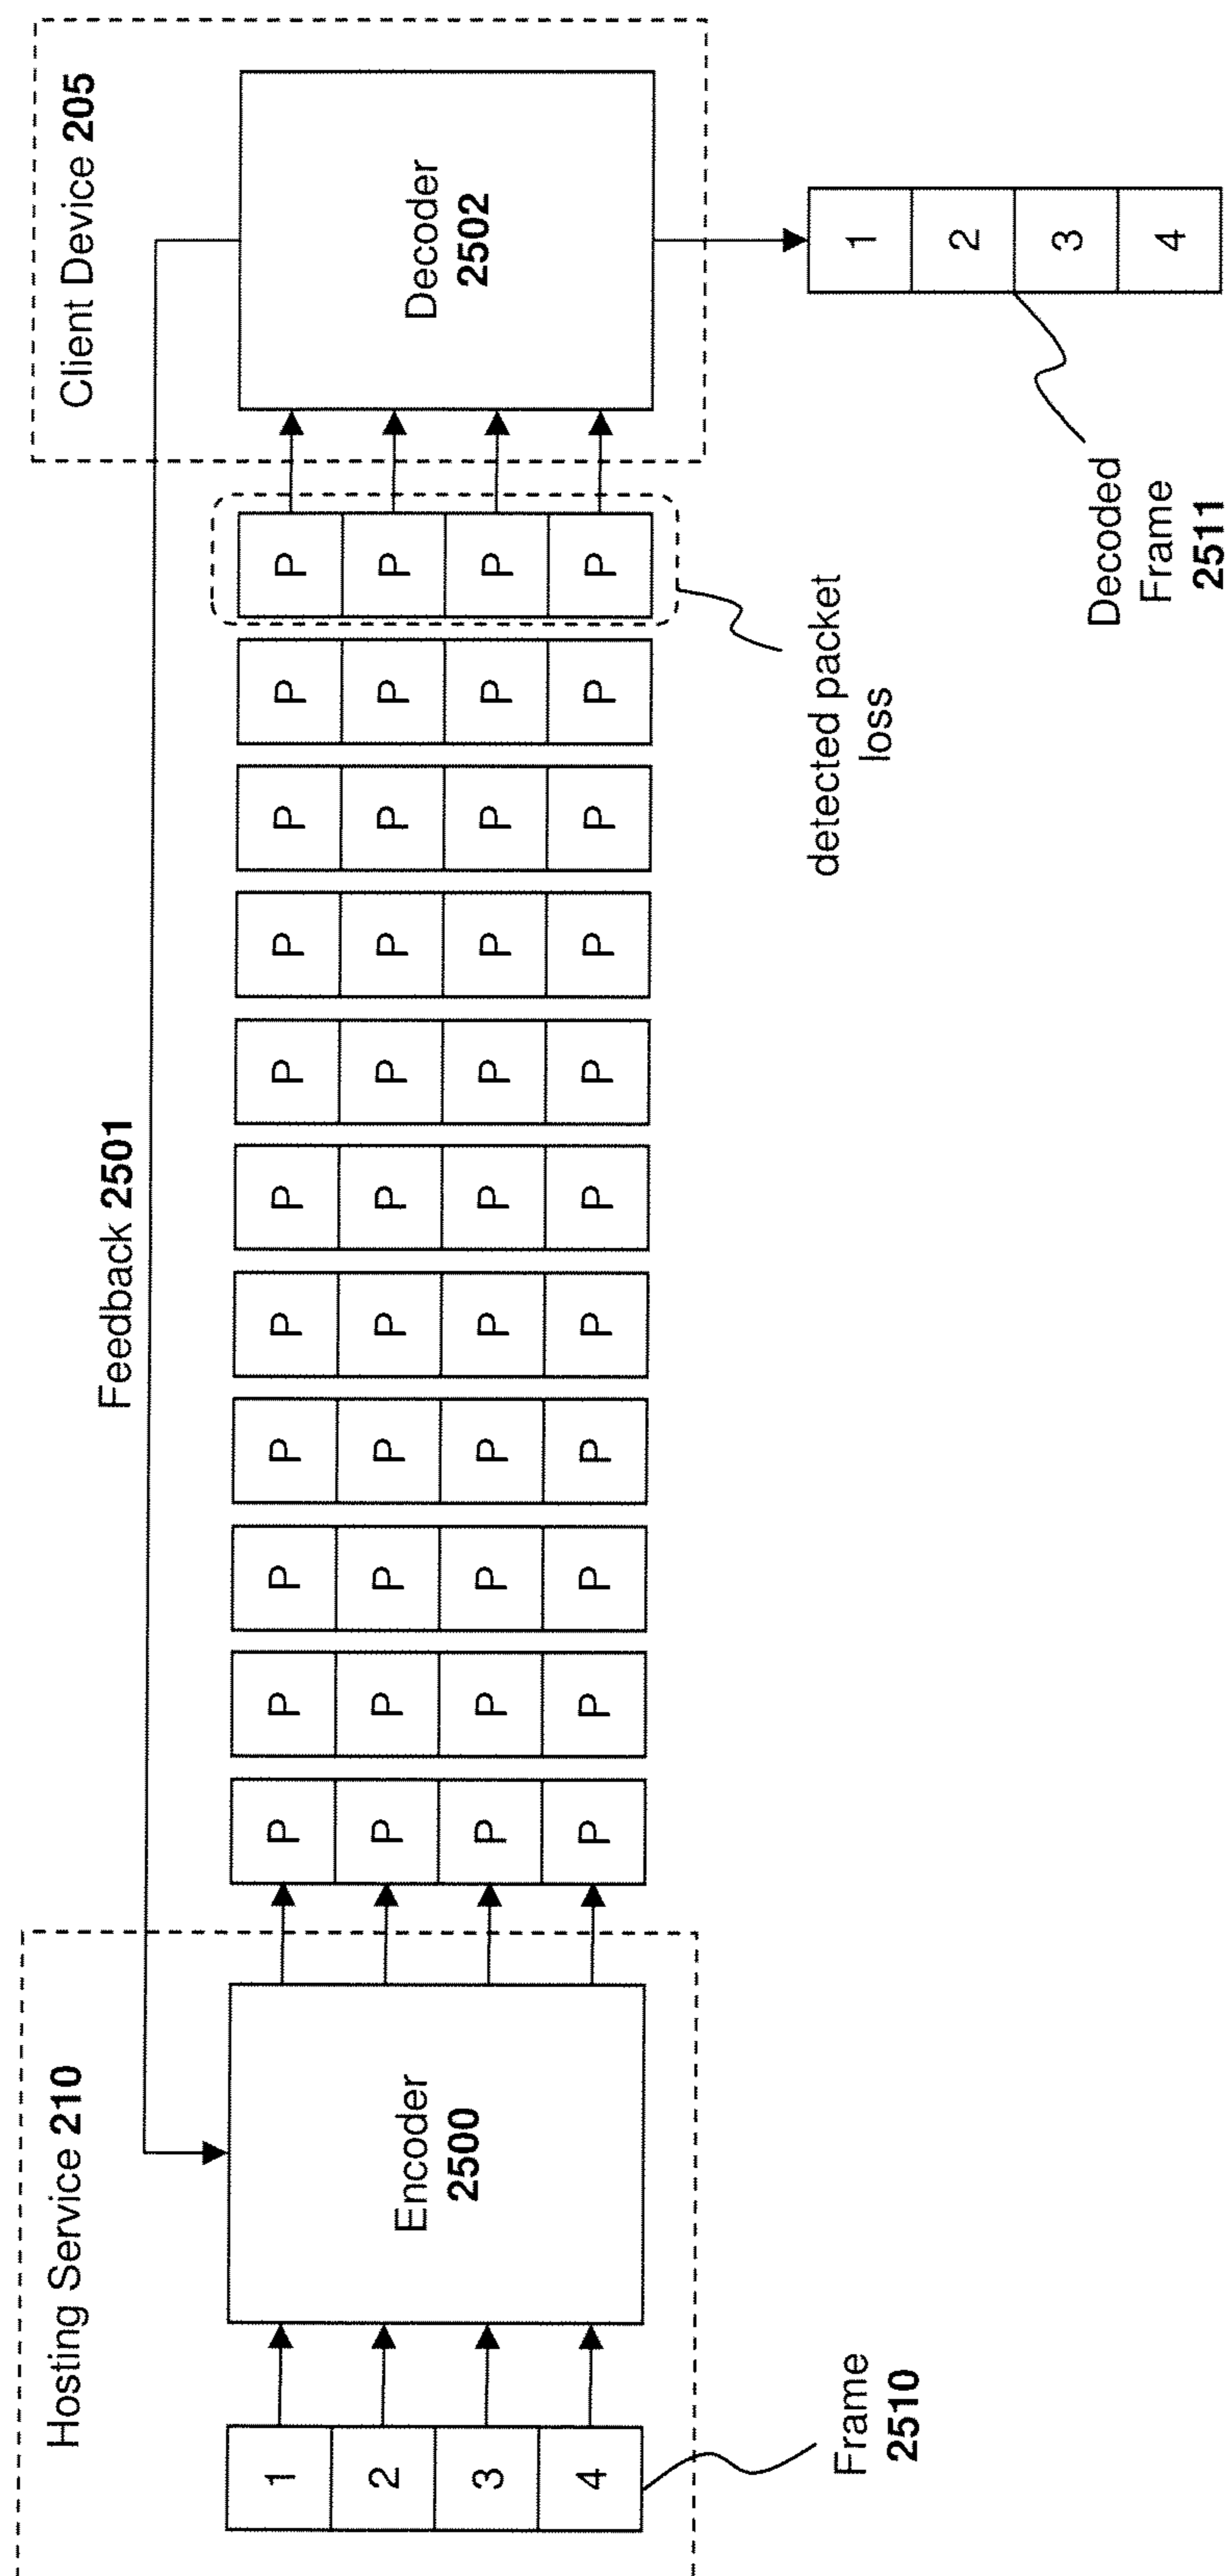 Hosting Service 210
Feedback 2501
Client Device 205
1
2
3
4
Encoder
2500
P P P P P P P P P P P
P P P P P P P P P P P
P P P P P P P P P P P
P P P P P P P P P P P
Decoder
2502
Frame
2510
detected packet
loss
1
2
3
4
Decoded
Frame
2511